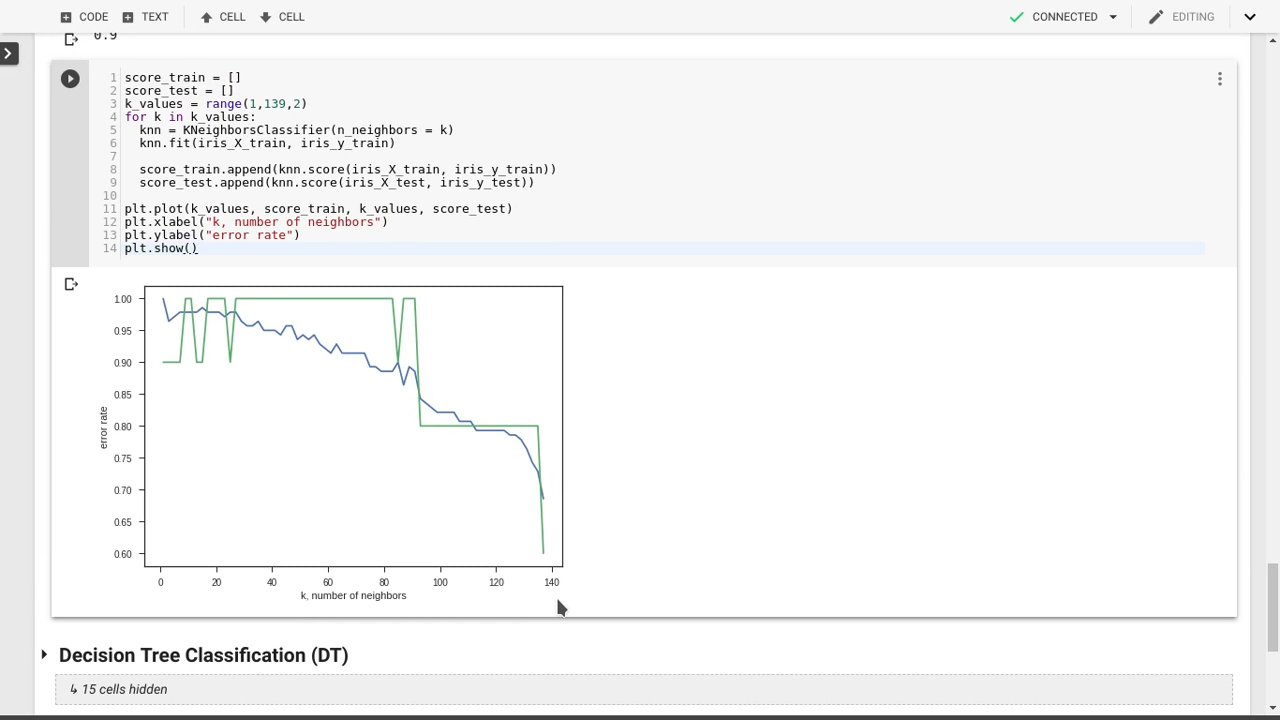 CODE TEXT CELL CELL CONNECTED EDITING
0.9
1 score_train = []
2 score_test = []
3 k_values = range(1,139,2)
4 for k in k_values:
5 knn = KNeighborsClassifier(n_neighbors = k)
6 knn.fit(iris_X_train, iris_y_train)
7
8 score_train.append(knn.score(iris_X_train, iris_y_train))
9 score_test.append(knn.score(iris_X_test, iris_y_test))
10
11 plt.plot(k_values, score_train, k_values, score_test)
12 plt.xlabel("k, number of neighbors")
13 plt.ylabel("error rate")
14 plt.show()
1.00
0.95
0.90
0.85
0.80
0.75
0.70
0.65
0.60
error rate
0 20 40 60 80 100 120 140
k, number of neighbors
Decision Tree Classification (DT)
↳ 15 cells hidden